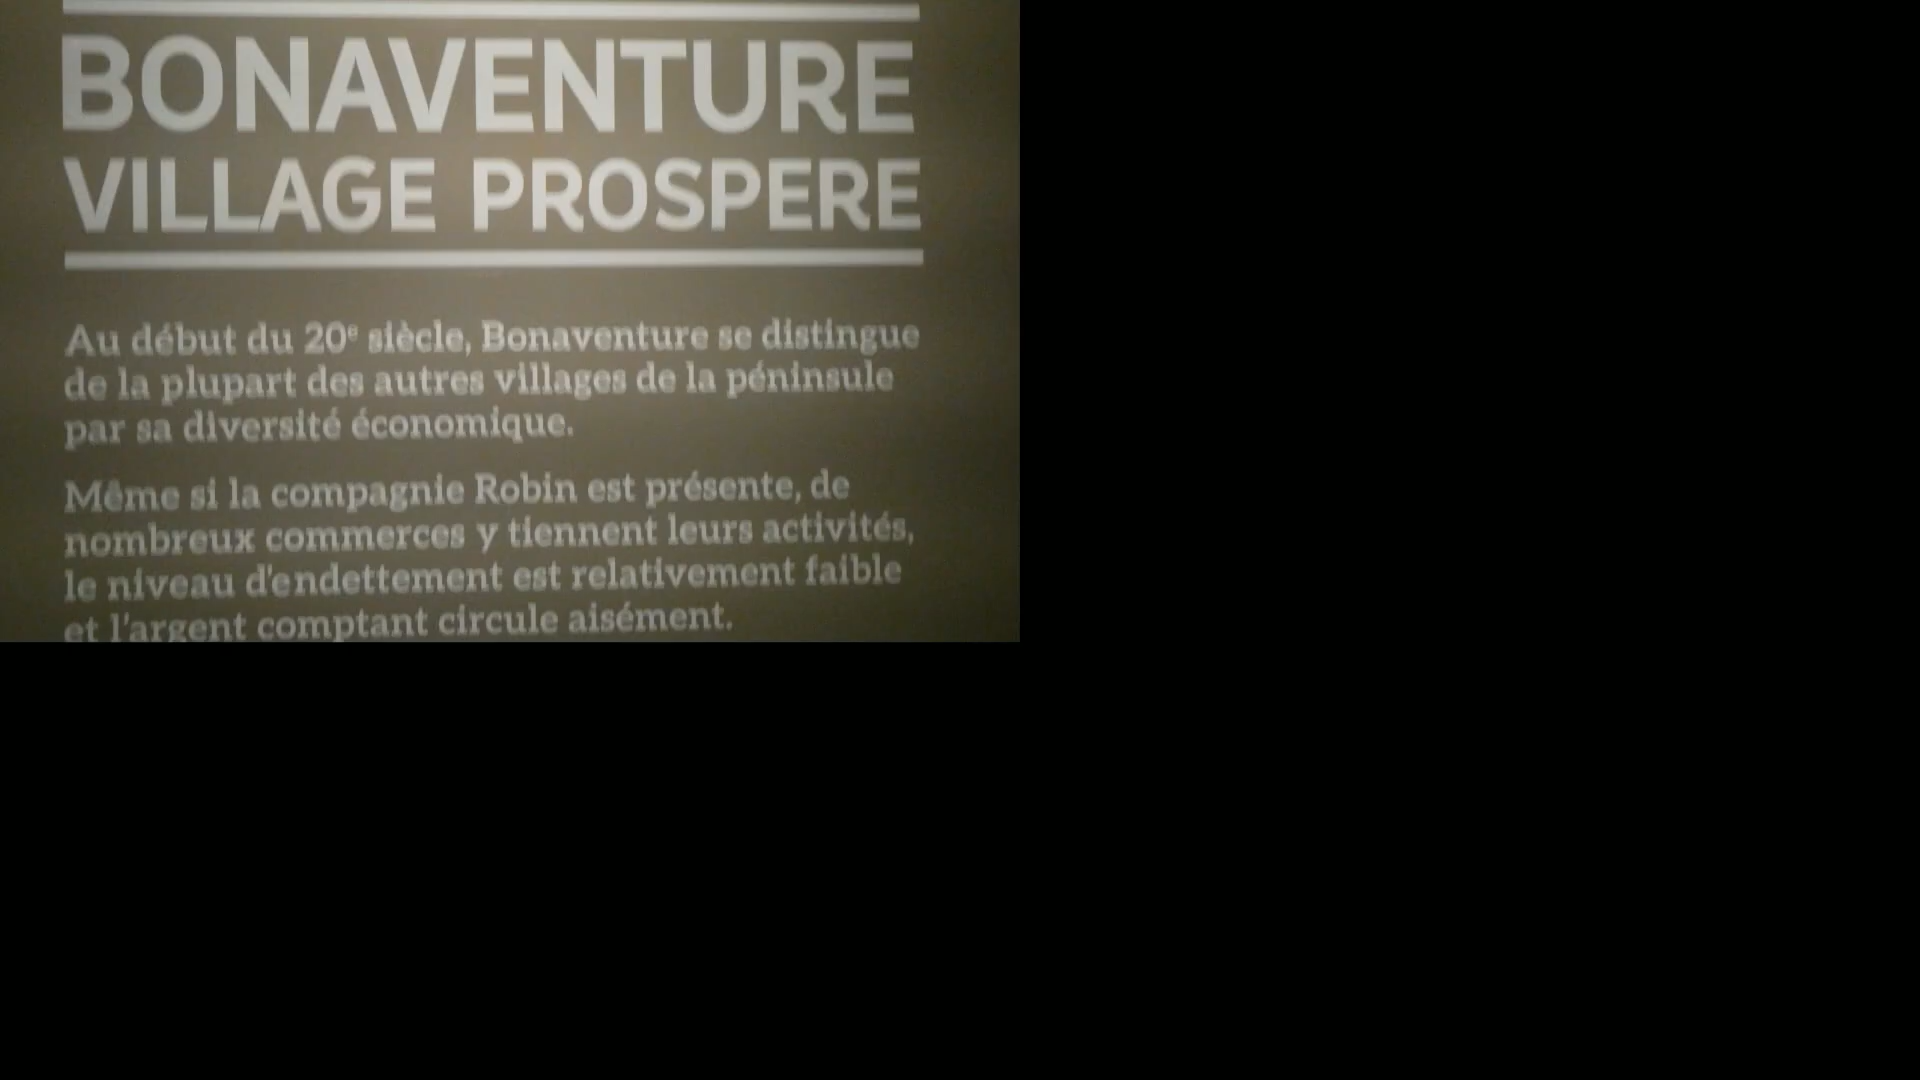 BONAVENTURE
VILLAGE PROSPERE
Au début du 20e siècle, Bonaventure se distingue
de la plupart des autres villages de la péninsule
par sa diversité économique.
Même si la compagnie Robin est présente, de
nombreux commerces y tiennent leurs activités,
le niveau d'endettement est relativement faible
et l'argent comptant circule aisément.